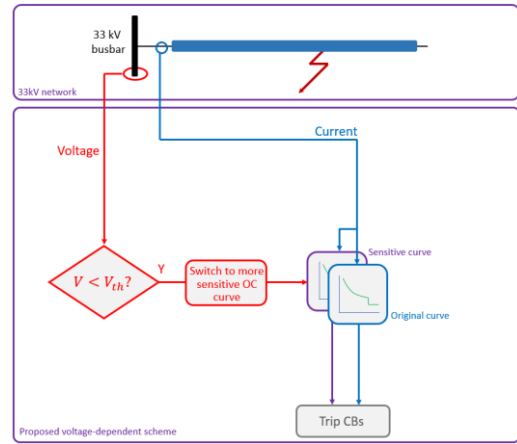 33 kV
busbar
33kV network
Current
Voltage
Sensitive curve
V < Vth?
Y
Switch to more
sensitive OC
curve
Original curve
Trip CBs
Proposed voltage-dependent scheme